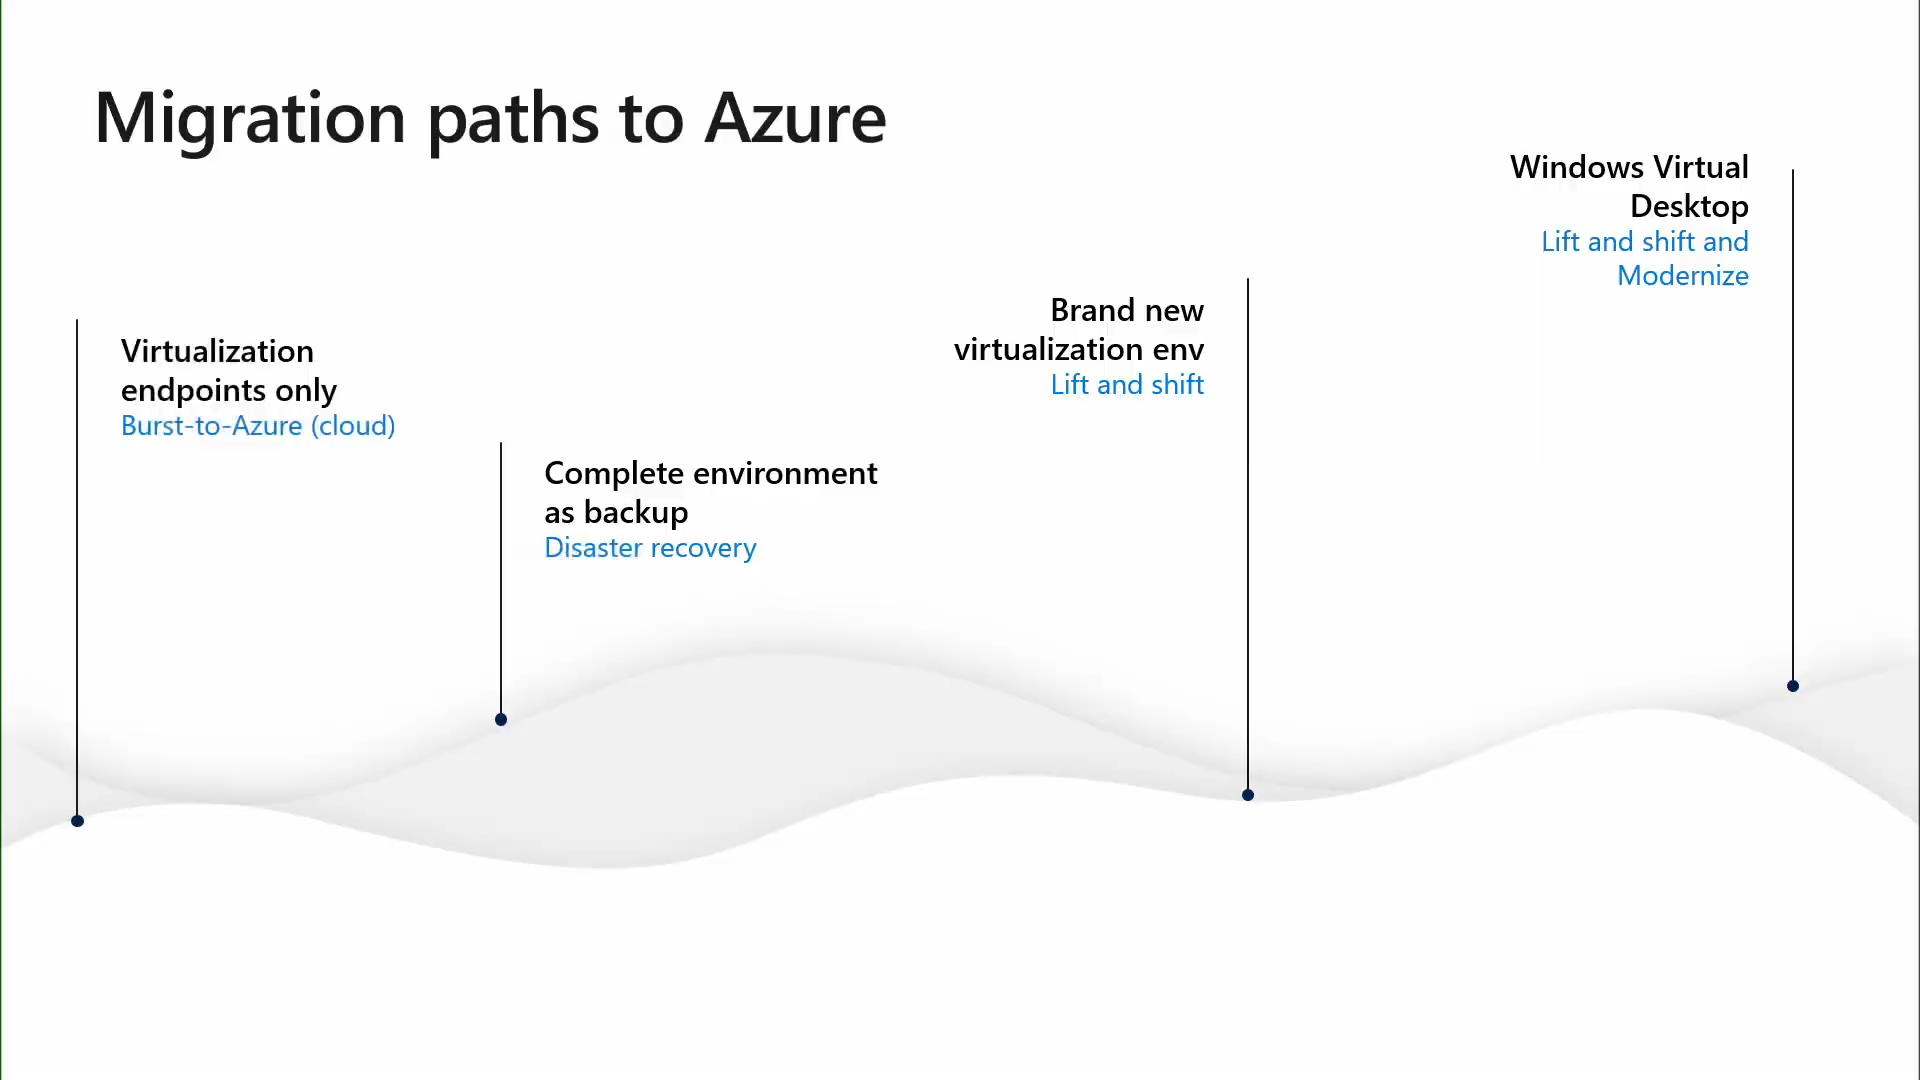 Migration paths to Azure
Virtualization
endpoints only
Burst-to-Azure (cloud)
Complete environment
as backup
Disaster recovery
Brand new
virtualization env
Lift and shift
Windows Virtual
Desktop
Lift and shift and
Modernize